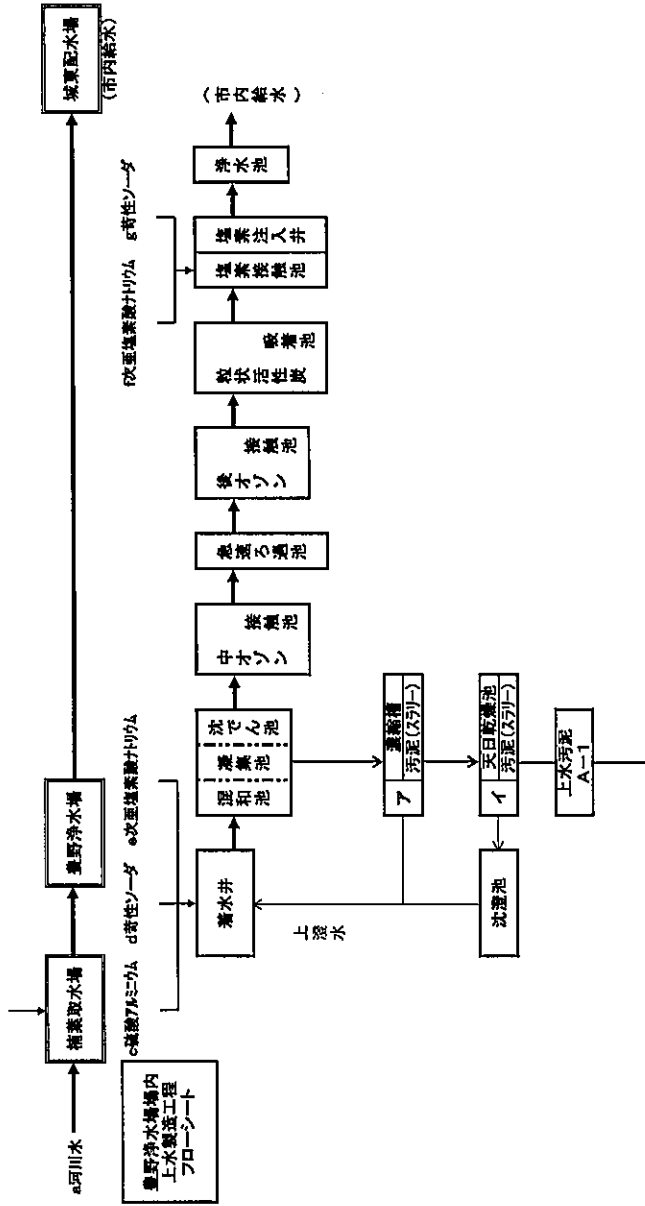 a河川水
楠葉取水場
豊野浄水場
城東配水場
(市内給水)
豊野浄水場場内
上水製造工程
フローシート
c硫酸アルミニウム
d苛性ソーダ
e次亜塩素酸ナトリウム
f次亜塩素酸ナトリウム
g苛性ソーダ
着水井
混和池
凝集池
沈でん池
中オゾン
接触池
急速ろ過池
後オゾン
接触池
粒状活性炭
吸着池
塩素接触池
塩素注入井
浄水池
(市内給水)
上澄水
ア
濃縮槽
汚泥(スラリー)
イ
天日乾燥池
汚泥(スラリー)
沈澄池
上水汚泥
A-1